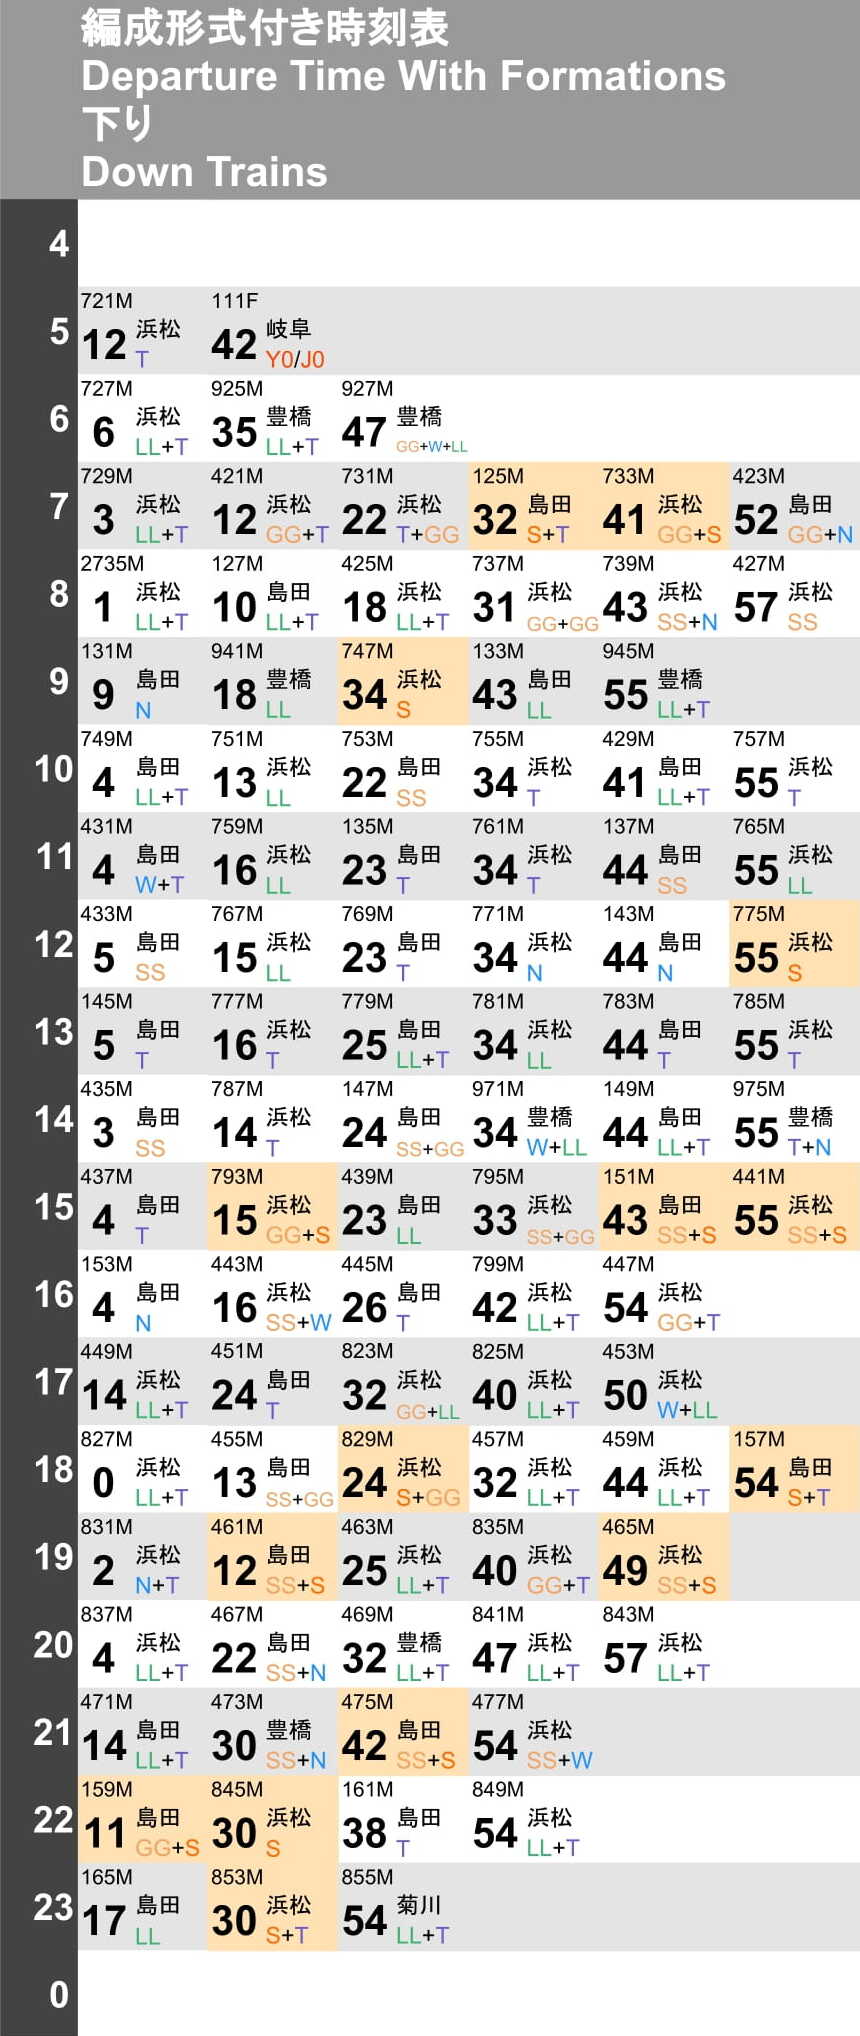 編成形式付き時刻表
Departure Time With Formations
下り
Down Trains
4
5
721M 111F
12 浜松 42 岐阜
T Y0/J0
6
727M 925M 927M
6 浜松 35 豊橋 47 豊橋
LL+T LL+T GG+W+LL
7
729M 421M 731M 125M 733M 423M
3 浜松 12 浜松 22 浜松 32 島田 41 浜松 52 島田
LL+T GG+T T+GG S+T GG+S GG+N
8
2735M 127M 425M 737M 739M 427M
1 浜松 10 島田 18 浜松 31 浜松 43 浜松 57 浜松
LL+T LL+T LL+T GG+GG SS+N SS
9
131M 941M 747M 133M 945M
9 島田 18 豊橋 34 浜松 43 島田 55 豊橋
N LL S LL LL+T
10
749M 751M 753M 755M 429M 757M
4 島田 13 浜松 22 島田 34 浜松 41 島田 55 浜松
LL+T LL SS T LL+T T
11
431M 759M 135M 761M 137M 765M
4 島田 16 浜松 23 島田 34 浜松 44 島田 55 浜松
W+T LL T T SS LL
12
433M 767M 769M 771M 143M 775M
5 島田 15 浜松 23 島田 34 浜松 44 島田 55 浜松
SS LL T N N S
13
145M 777M 779M 781M 783M 785M
5 島田 16 浜松 25 島田 34 浜松 44 島田 55 浜松
T T LL+T LL T T
14
435M 787M 147M 971M 149M 975M
3 島田 14 浜松 24 島田 34 豊橋 44 島田 55 豊橋
SS T SS+GG W+LL LL+T T+N
15
437M 793M 439M 795M 151M 441M
4 島田 15 浜松 23 島田 33 浜松 43 島田 55 浜松
T GG+S LL SS+GG SS+S SS+S
16
153M 443M 445M 799M 447M
4 島田 16 浜松 26 島田 42 浜松 54 浜松
N SS+W T LL+T GG+T
17
449M 451M 823M 825M 453M
14 浜松 24 島田 32 浜松 40 浜松 50 浜松
LL+T T GG+LL LL+T W+LL
18
827M 455M 829M 457M 459M 157M
0 浜松 13 島田 24 浜松 32 浜松 44 浜松 54 島田
LL+T SS+GG S+GG LL+T LL+T S+T
19
831M 461M 463M 835M 465M
2 浜松 12 島田 25 浜松 40 浜松 49 浜松
N+T SS+S LL+T GG+T SS+S
20
837M 467M 469M 841M 843M
4 浜松 22 島田 32 豊橋 47 浜松 57 浜松
LL+T SS+N LL+T LL+T LL+T
21
471M 473M 475M 477M
14 島田 30 豊橋 42 島田 54 浜松
LL+T SS+N SS+S SS+W
22
159M 845M 161M 849M
11 島田 30 浜松 38 島田 54 浜松
GG+S S T LL+T
23
165M 853M 855M
17 島田 30 浜松 54 菊川
LL S+T LL+T
0